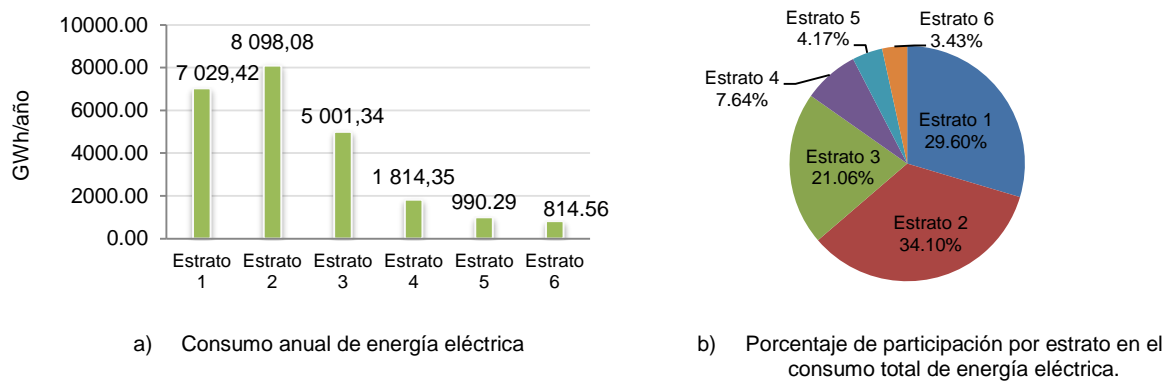 10000.00
8000.00
6000.00
4000.00
2000.00
0.00
GWh/año
7 029,42
8 098,08
5 001,34
1 814,35
990.29
814.56
Estrato
1
Estrato
2
Estrato
3
Estrato
4
Estrato
5
Estrato
6
a) Consumo anual de energía eléctrica
Estrato 1
29.60%
Estrato 2
34.10%
Estrato 3
21.06%
Estrato 4
7.64%
Estrato 5
4.17%
Estrato 6
3.43%
b) Porcentaje de participación por estrato en el
consumo total de energía eléctrica.